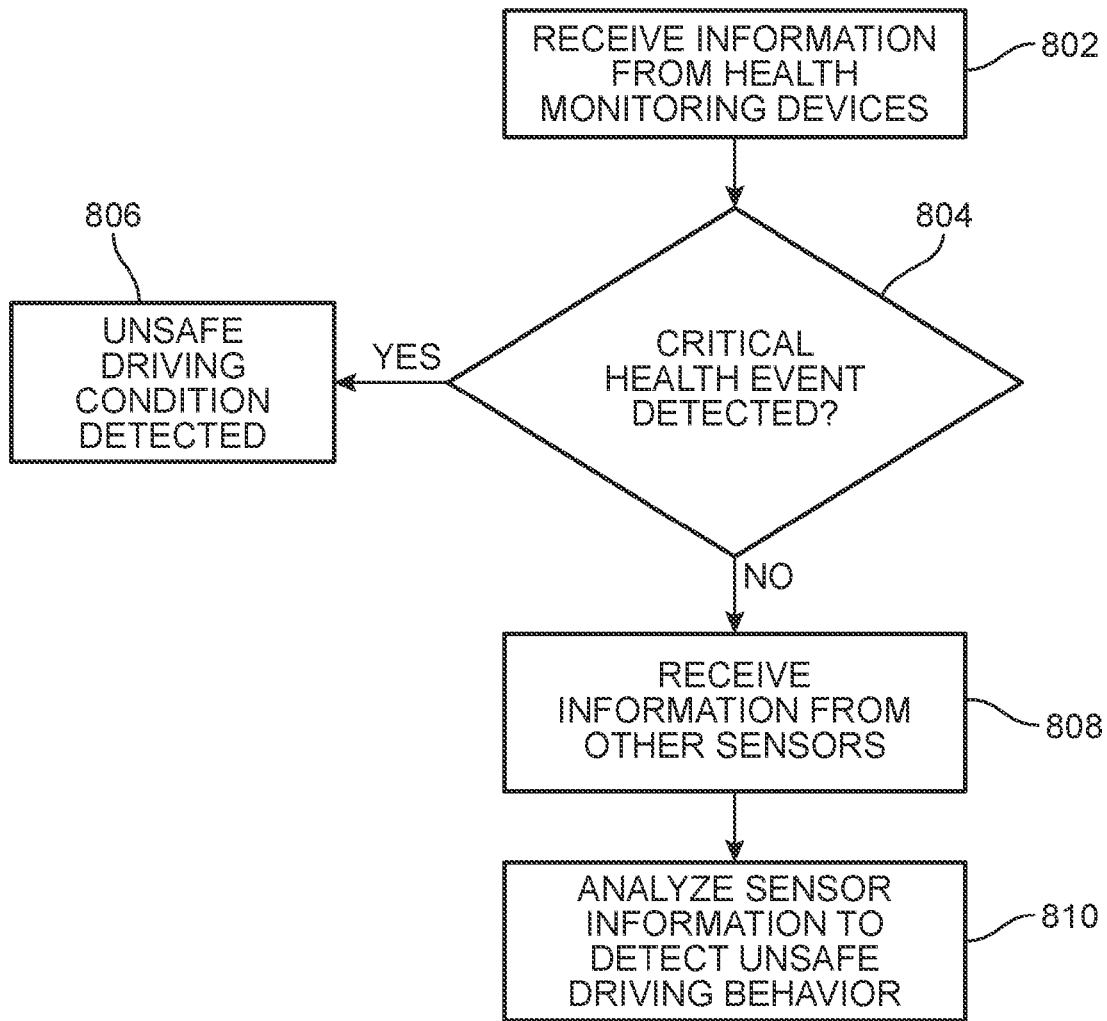 RECEIVE INFORMATION
FROM HEALTH
MONITORING DEVICES
802
804
CRITICAL
HEALTH EVENT
DETECTED?
YES
806
UNSAFE
DRIVING
CONDITION
DETECTED
NO
RECEIVE
INFORMATION FROM
OTHER SENSORS
808
ANALYZE SENSOR
INFORMATION TO
DETECT UNSAFE
DRIVING BEHAVIOR
810